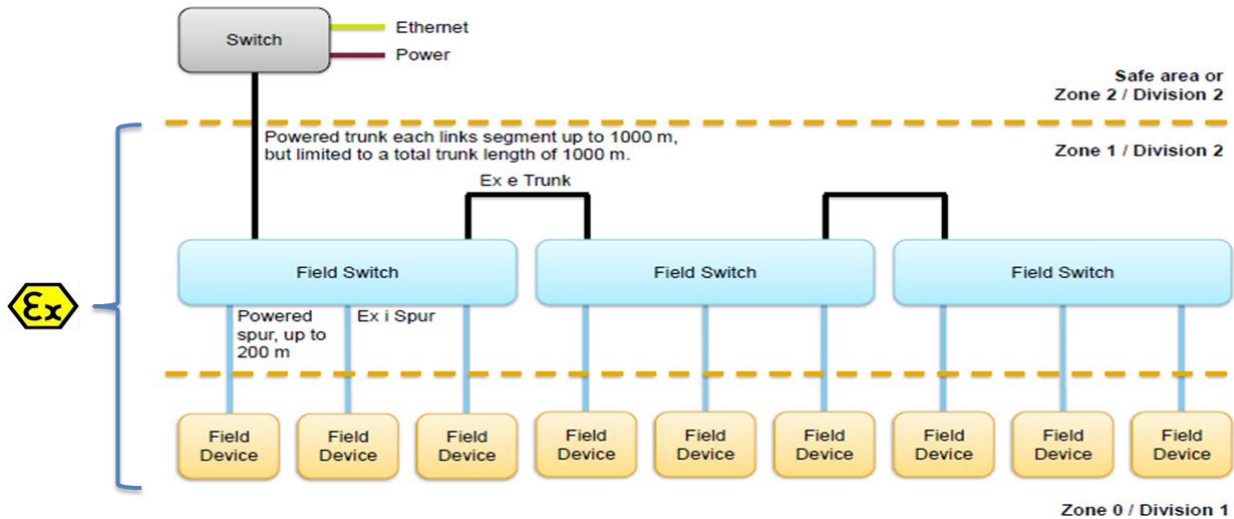 Switch
Ethernet
Power
Safe area or
Zone 2 / Division 2
Powered trunk each links segment up to 1000 m,
but limited to a total trunk length of 1000 m.
Zone 1 / Division 2
Ex e Trunk
Field Switch
Field Switch
Field Switch
Ex
Powered
spur, up to
200 m
Ex i Spur
Field
Device
Field
Device
Field
Device
Field
Device
Field
Device
Field
Device
Field
Device
Field
Device
Field
Device
Zone 0 / Division 1